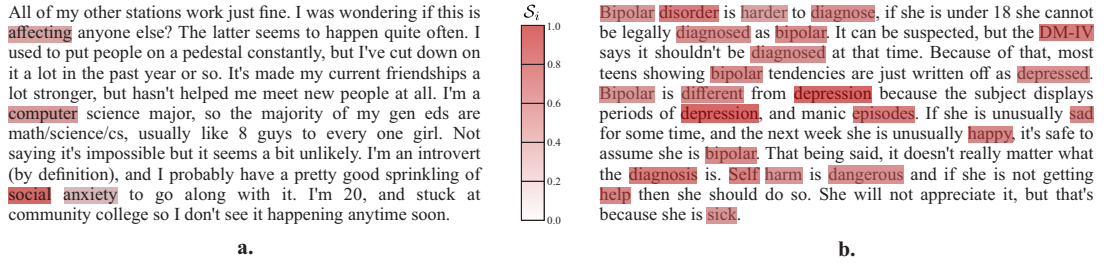 All of my other stations work just fine. I was wondering if this is
affecting anyone else? The latter seems to happen quite often. I
used to put people on a pedestal constantly, but I've cut down on
it a lot in the past year or so. It's made my current friendships a
lot stronger, but hasn't helped me meet new people at all. I'm a
computer science major, so the majority of my gen eds are
math/science/cs, usually like 8 guys to every one girl. Not
saying it's impossible but it seems a bit unlikely. I'm an introvert
(by definition), and I probably have a pretty good sprinkling of
social anxiety to go along with it. I'm 20, and stuck at
community college so I don't see it happening anytime soon.
a.
S_i
1.0
0.8
0.6
0.4
0.2
0.0
Bipolar disorder is harder to diagnose, if she is under 18 she cannot
be legally diagnosed as bipolar. It can be suspected, but the DM-IV
says it shouldn't be diagnosed at that time. Because of that, most
teens showing bipolar tendencies are just written off as depressed.
Bipolar is different from depression because the subject displays
periods of depression, and manic episodes. If she is unusually sad
for some time, and the next week she is unusually happy, it's safe to
assume she is bipolar. That being said, it doesn't really matter what
the diagnosis is. Self harm is dangerous and if she is not getting
help then she should do so. She will not appreciate it, but that's
because she is sick.
b.